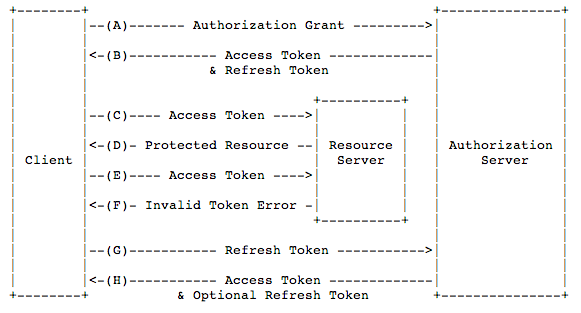 +--------+                                           +---------------+
|        |--(A)------- Authorization Grant --------->|               |
|        |                                           |               |
|        |<-(B)----------- Access Token -------------|               |
|        |               & Refresh Token             |               |
|        |                                           |               |
|        |                            +----------+   |               |
|        |--(C)---- Access Token ---->|          |   |               |
|        |                            |          |   |               |
|        |<-(D)- Protected Resource --| Resource |   | Authorization |
| Client |                            |  Server  |   |     Server    |
|        |--(E)---- Access Token ---->|          |   |               |
|        |                            |          |   |               |
|        |<-(F)- Invalid Token Error -|          |   |               |
|        |                            +----------+   |               |
|        |                                           |               |
|        |--(G)----------- Refresh Token ----------->|               |
|        |                                           |               |
|        |<-(H)----------- Access Token -------------|               |
+--------+           & Optional Refresh Token        +---------------+